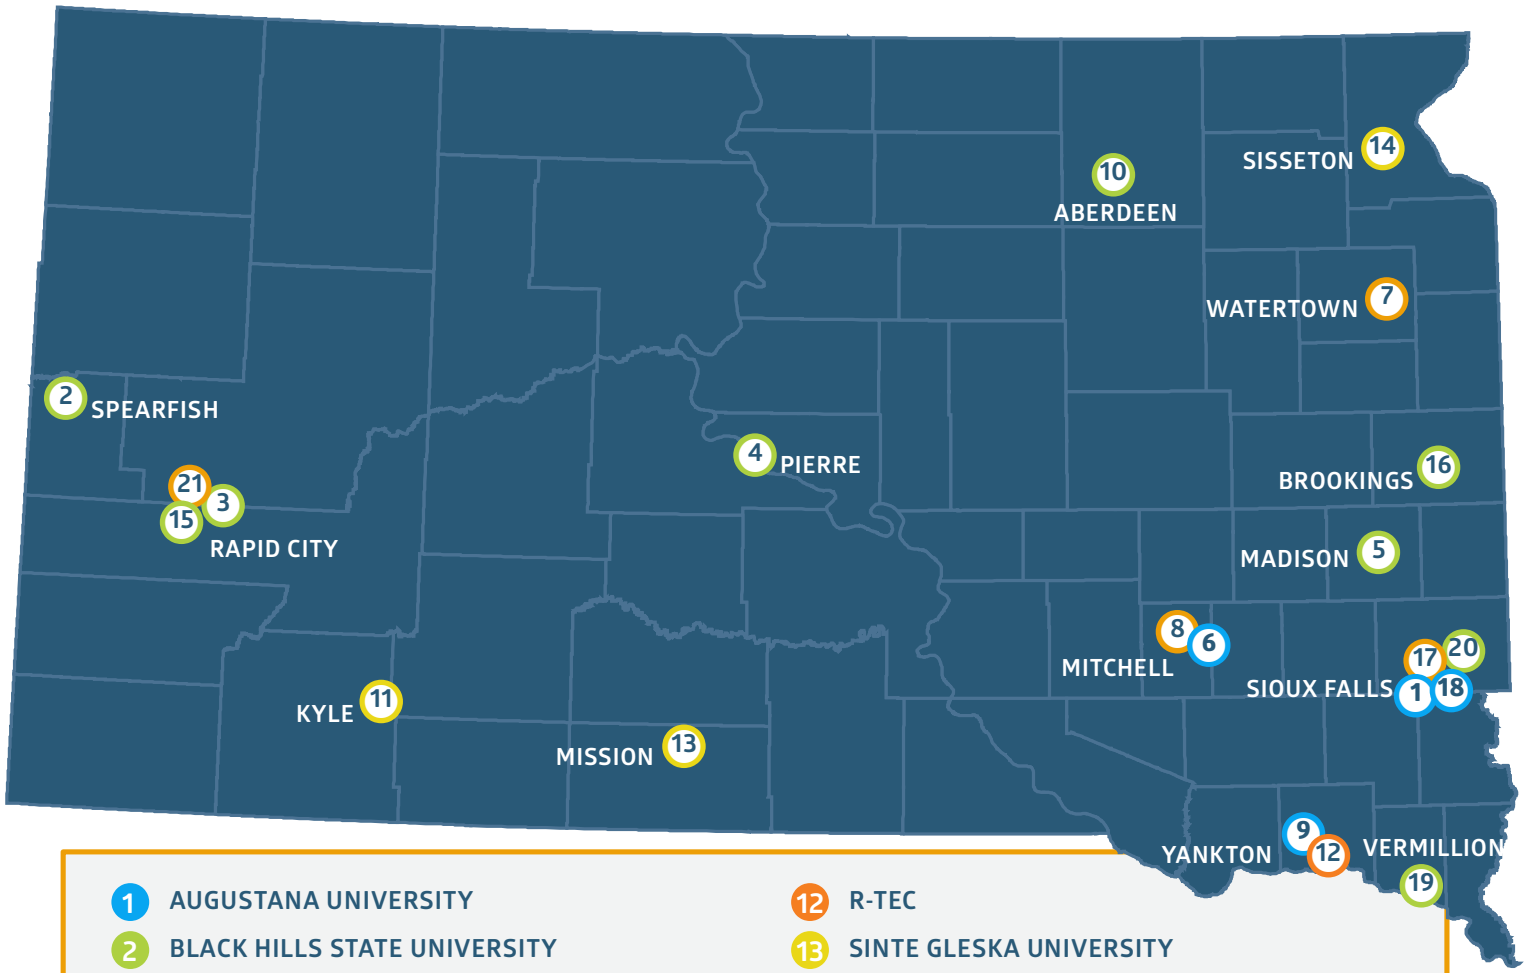 14
SISSETON
10
ABERDEEN
7
WATERTOWN
2
SPEARFISH
4
PIERRE
16
BROOKINGS
21
3
15
RAPID CITY
5
MADISON
8
6
MITCHELL
17
20
SIOUX FALLS
1
18
11
KYLE
13
MISSION
9
12
YANKTON
VERMILLION
19
1 AUGUSTANA UNIVERSITY
2 BLACK HILLS STATE UNIVERSITY
12 R-TEC
13 SINTE GLESKA UNIVERSITY